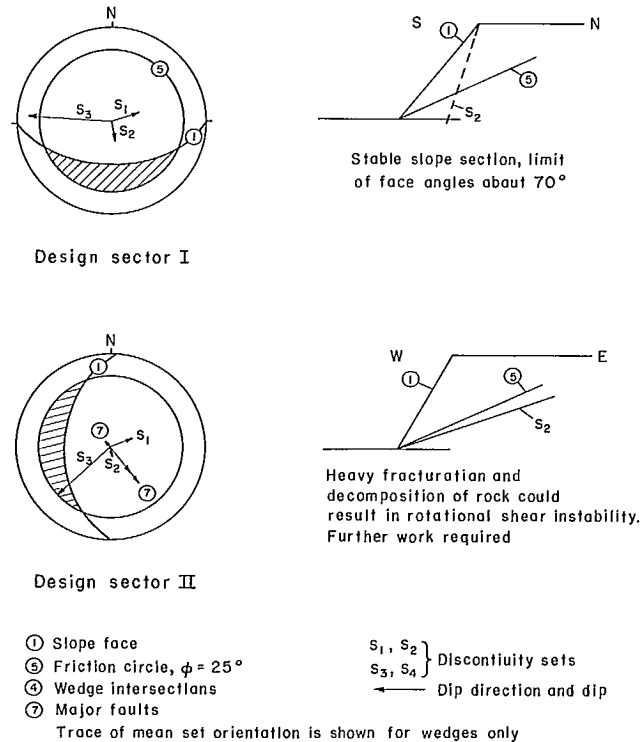 N
S₁
S₃
S₂
⑤
①
Design sector I
S
①
N
⑤
S₂
Stable slope section, limit
of face angles about 70°
N
①
⑦
S₁
S₂
S₃
⑦
Design sector II
W
①
E
⑤
S₂
Heavy fracturation and
decomposition of rock could
result in rotational shear instability.
Further work required
① Slope face
⑤ Friction circle, ϕ = 25°
④ Wedge intersections
⑦ Major faults
Trace of mean set orientation is shown for wedges only
S₁, S₂
S₃, S₄
} Discontiuity sets
Dip direction and dip